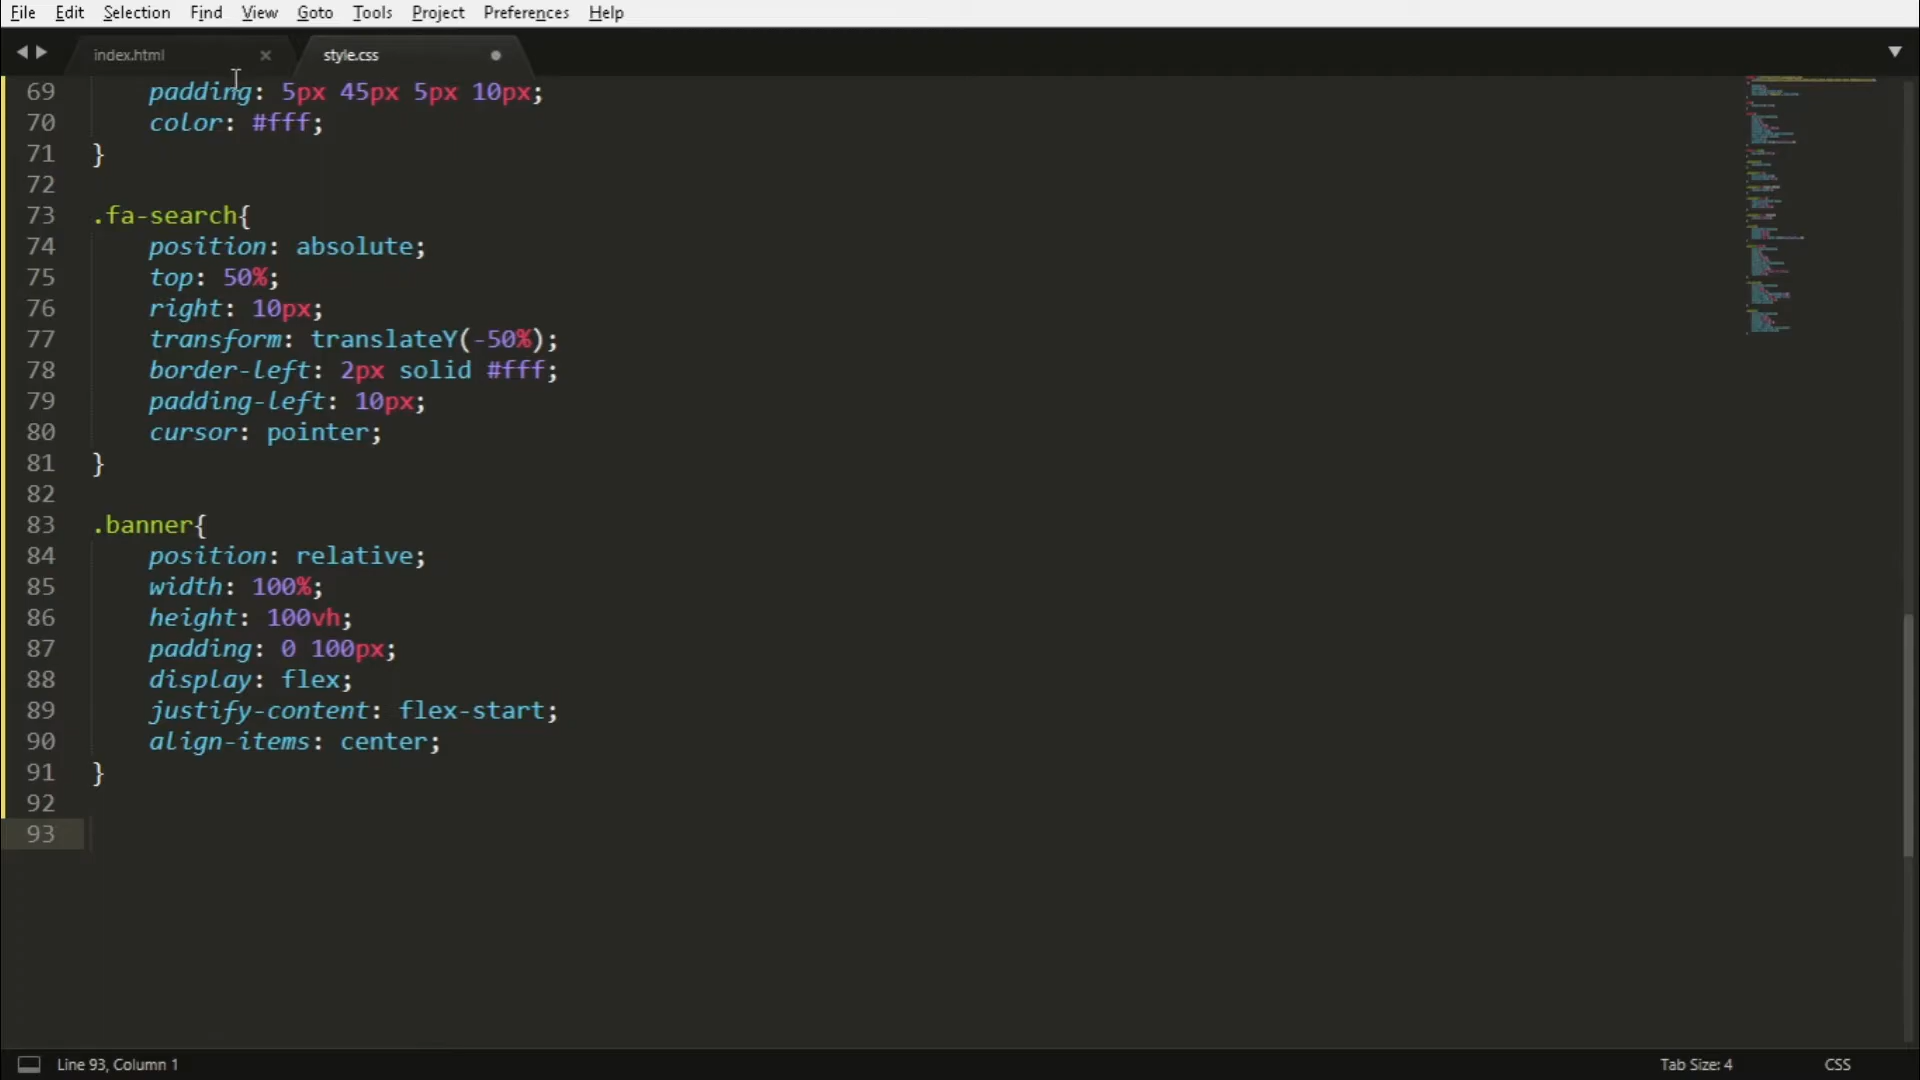 File Edit Selection Find View Goto Tools Project Preferences Help
index.html × style.css
69 padding: 5px 45px 5px 10px;
70 color: #fff;
71 }
72
73 .fa-search{
74 position: absolute;
75 top: 50%;
76 right: 10px;
77 transform: translateY(-50%);
78 border-left: 2px solid #fff;
79 padding-left: 10px;
80 cursor: pointer;
81 }
82
83 .banner{
84 position: relative;
85 width: 100%;
86 height: 100vh;
87 padding: 0 100px;
88 display: flex;
89 justify-content: flex-start;
90 align-items: center;
91 }
92
93
Line 93, Column 1 Tab Size: 4 CSS